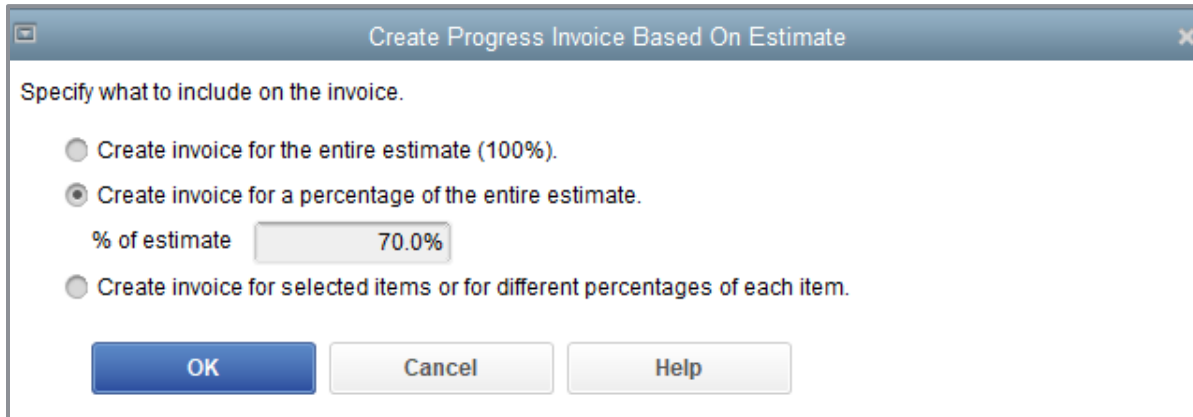 Create Progress Invoice Based On Estimate
Specify what to include on the invoice.
Create invoice for the entire estimate (100%).
Create invoice for a percentage of the entire estimate.
% of estimate 70.0%
Create invoice for selected items or for different percentages of each item.
OK Cancel Help